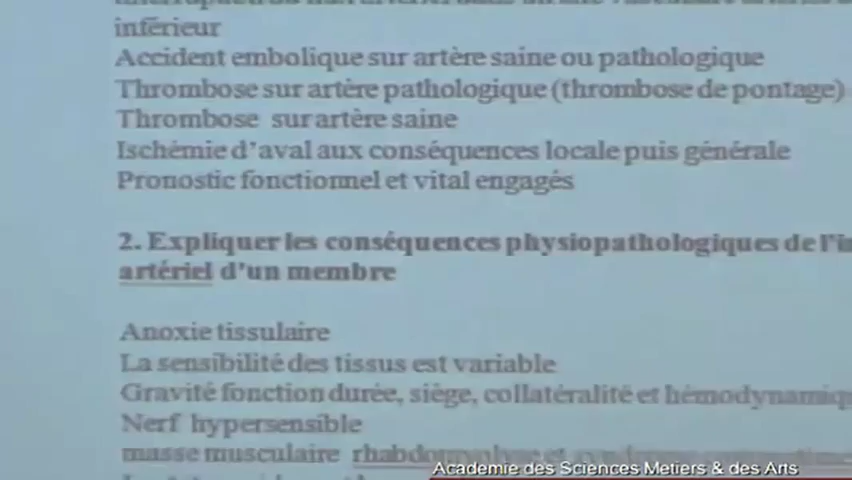 inférieur
Accident embolique sur artère saine ou pathologique
Thrombose sur artère pathologique (thrombose de pontage)
Thrombose sur artère saine
Ischémie d'aval aux conséquences locale puis générale
Pronostic fonctionnel et vital engagés
2. Expliquer les conséquences physiopathologiques de
artériel d'un membre
Anoxie tissulaire
La sensibilité des tissus est variable
Gravité fonction durée, siège, collatéralité et
Nerf hypersensible
masse musculaire rhabdomyolyse et syndrome
Academie des Sciences Metiers & des Arts